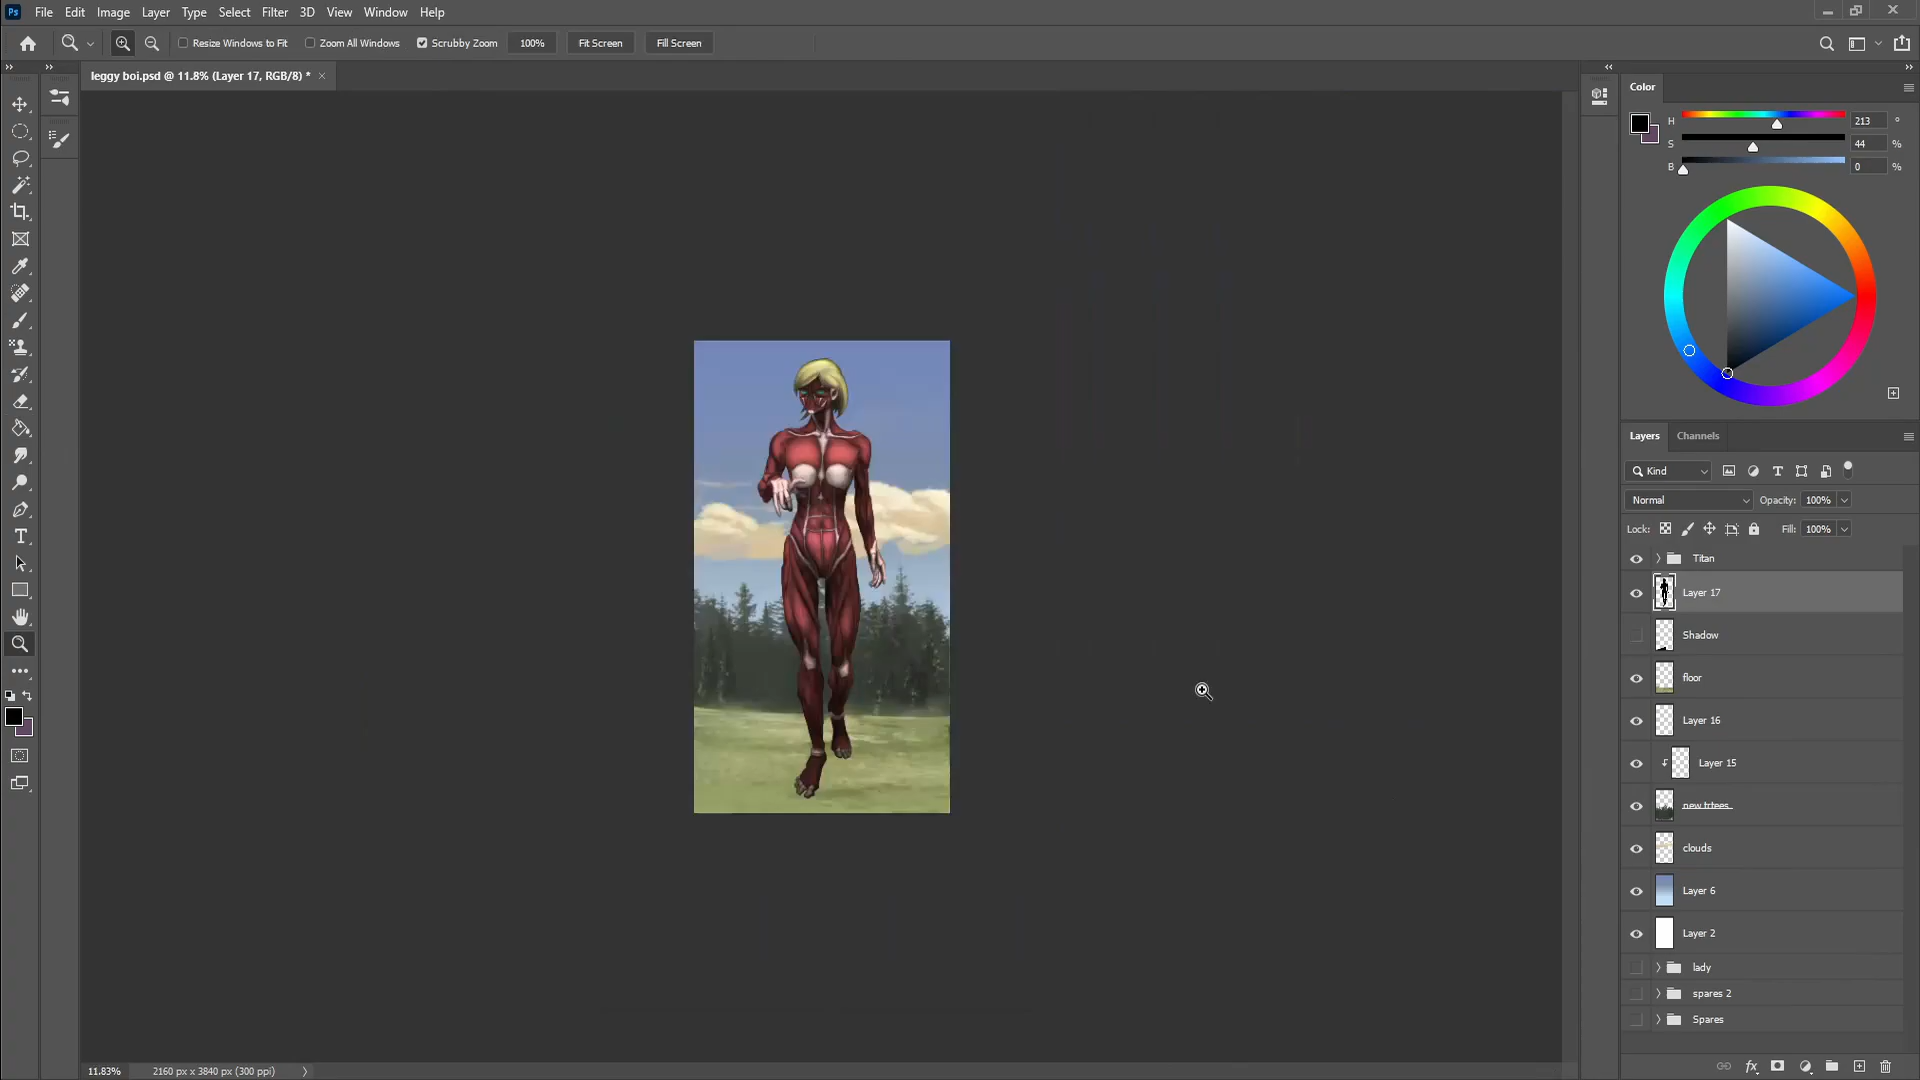 Ps File Edit Image Layer Type Select Filter 3D View Window Help
Resize Windows to Fit Zoom All Windows Scrubby Zoom 100% Fit Screen Fill Screen
leggy boi.psd @ 11.8% (Layer 17, RGB/8) *
Color
H 213 °
S 44 %
B 0 %
Layers Channels
Kind
Normal Opacity: 100%
Lock: Fill: 100%
Titan
Layer 17
Shadow
floor
Layer 16
Layer 15
new trtees
clouds
Layer 6
Layer 2
lady
spares 2
Spares
fx
11.83% 2160 px x 3840 px (300 ppi)